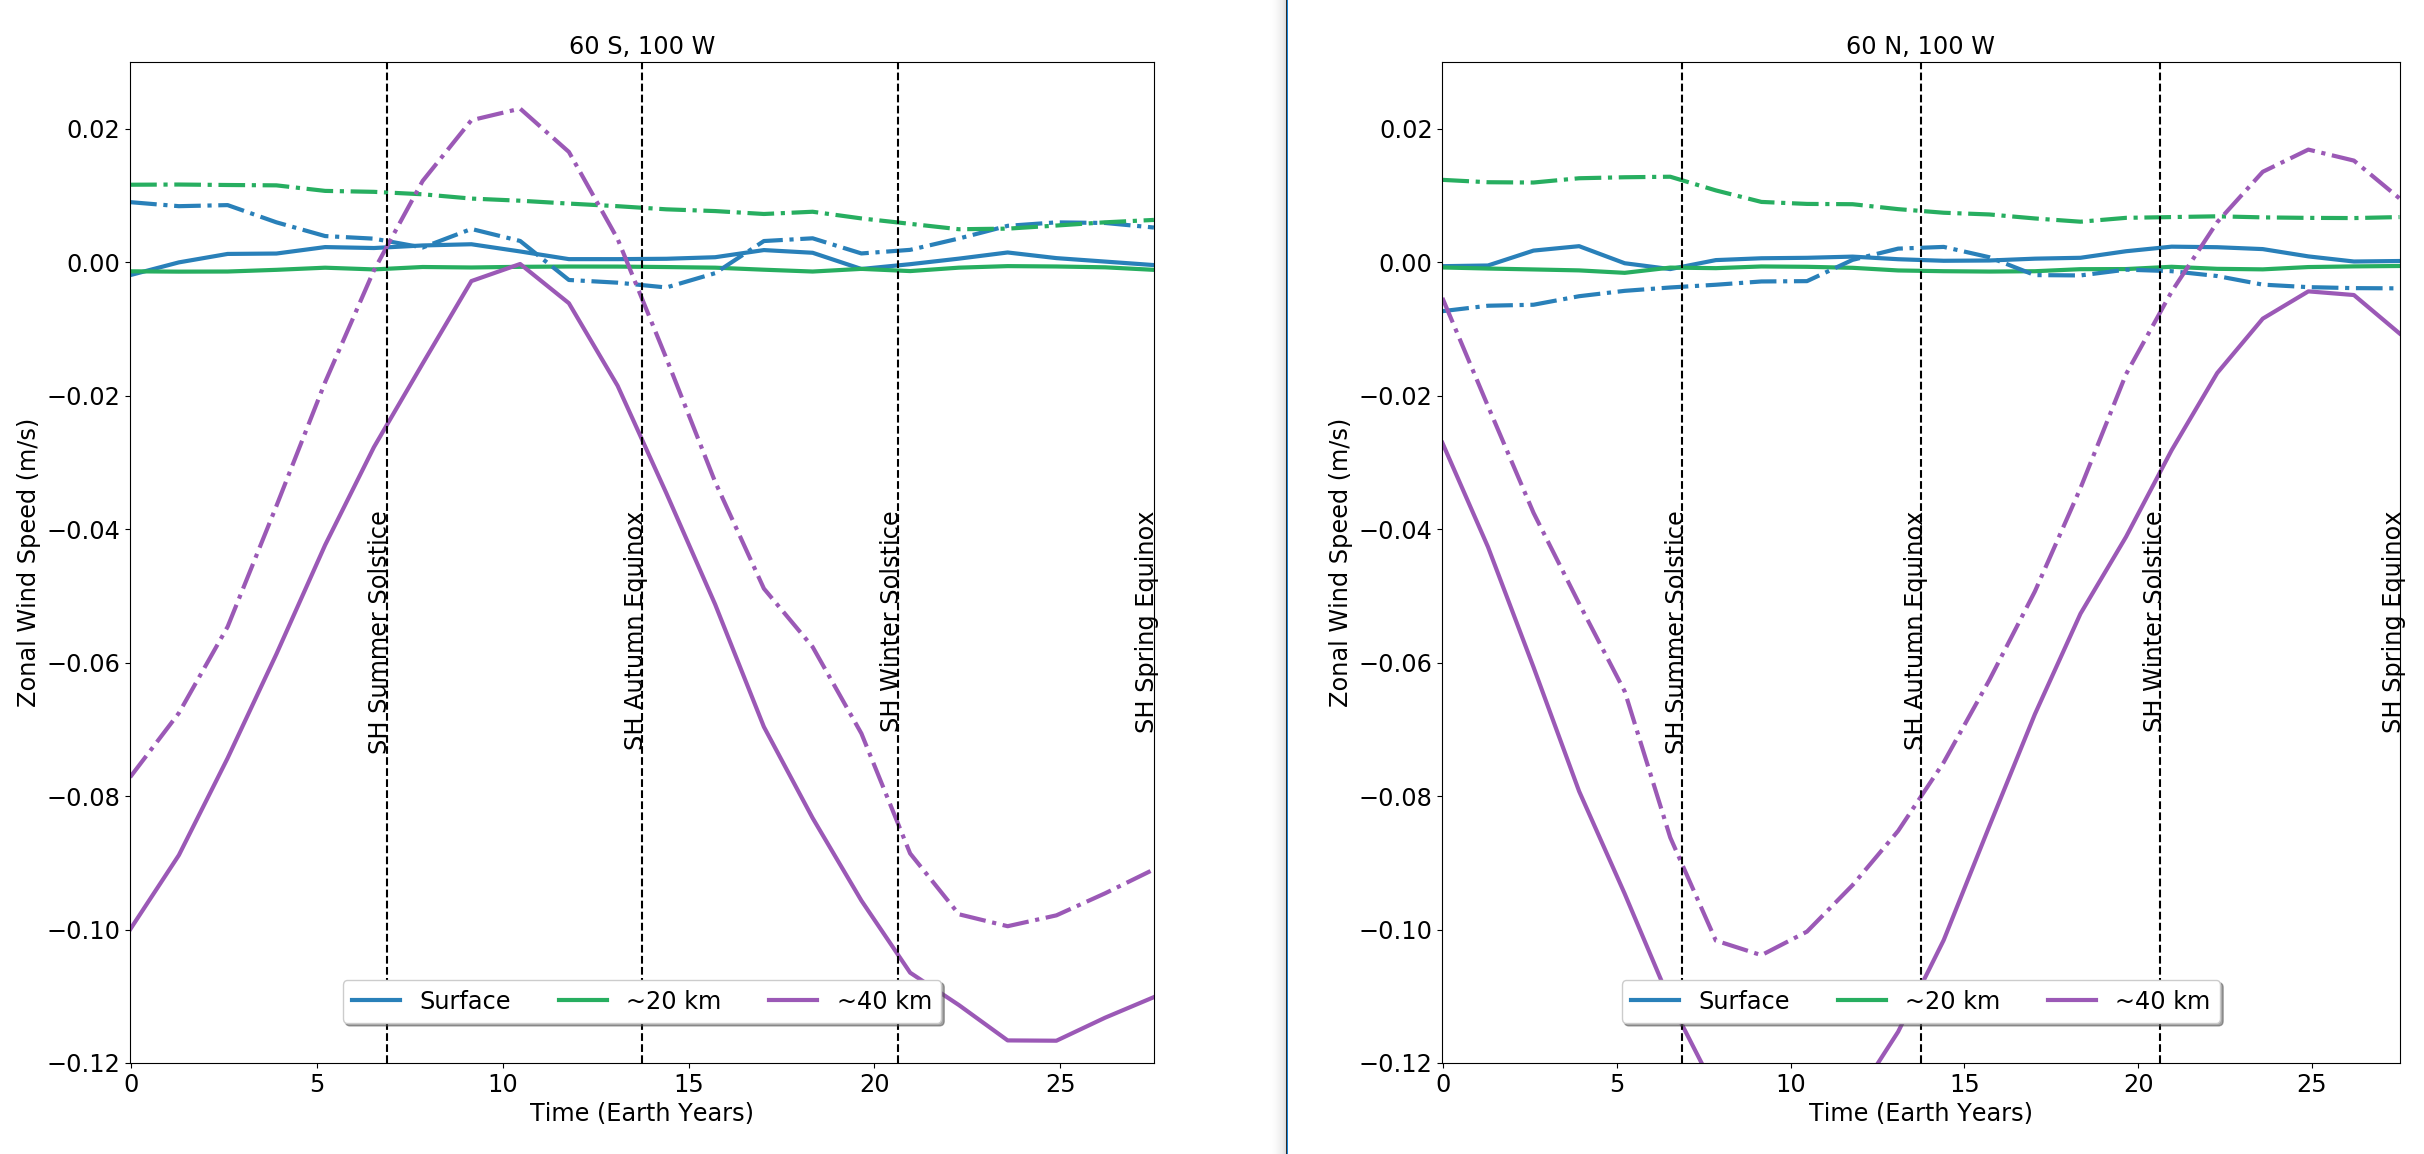 60 S, 100 W
0.02
0.00
−0.02
−0.04
−0.06
−0.08
−0.10
−0.12
Zonal Wind Speed (m/s)
SH Summer Solstice
SH Autumn Equinox
SH Winter Solstice
SH Spring Equinox
Surface ~20 km ~40 km
0 5 10 15 20 25
Time (Earth Years)
60 N, 100 W
0.02
0.00
−0.02
−0.04
−0.06
−0.08
−0.10
−0.12
Zonal Wind Speed (m/s)
SH Summer Solstice
SH Autumn Equinox
SH Winter Solstice
SH Spring Equinox
Surface ~20 km ~40 km
0 5 10 15 20 25
Time (Earth Years)